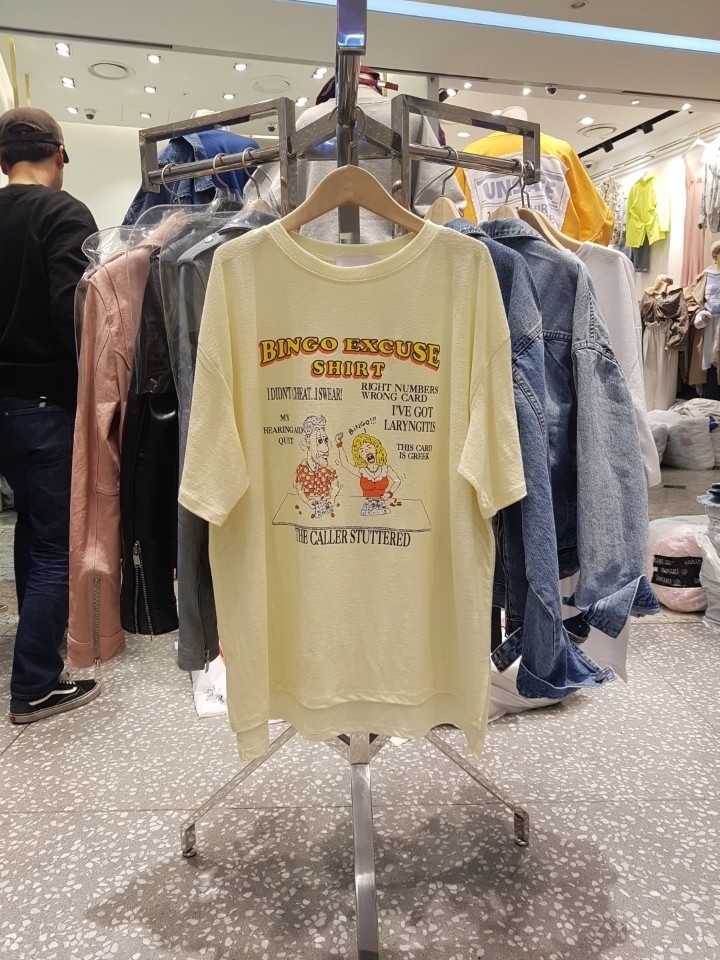 BINGO EXCUSE
SHIRT
I DIDN'T CHEAT..I SWEAR!
RIGHT NUMBERS
WRONG CARD
MY
HEARING AID
QUIT
I'VE GOT
LARYNGITIS
BINGO!!!
THIS CARD
IS GREEK
THE CALLER STUTTERED